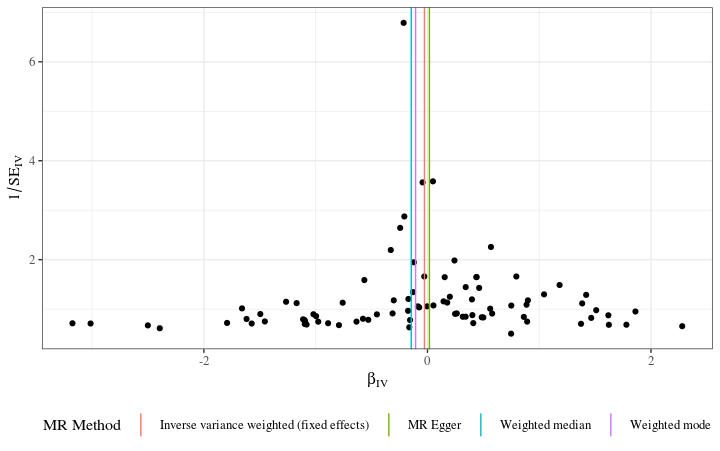 6
4
2
1/SE_IV
-2
0
2
β_IV
MR Method
Inverse variance weighted (fixed effects)
MR Egger
Weighted median
Weighted mode